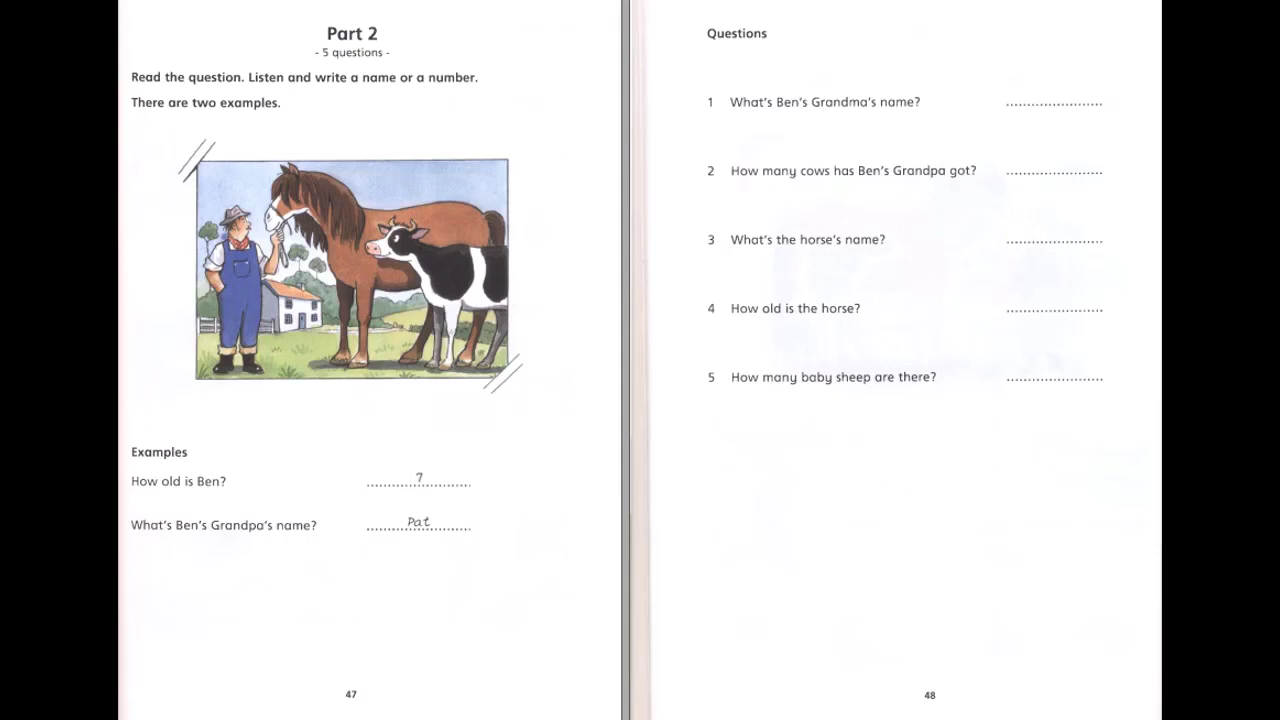 Part 2
- 5 questions -
Read the question. Listen and write a name or a number.
There are two examples.
Examples
How old is Ben? 7
What's Ben's Grandpa's name? Pat
47
Questions
1 What's Ben's Grandma's name? ........................
2 How many cows has Ben's Grandpa got? ........................
3 What's the horse's name? ........................
4 How old is the horse? ........................
5 How many baby sheep are there? ........................
48